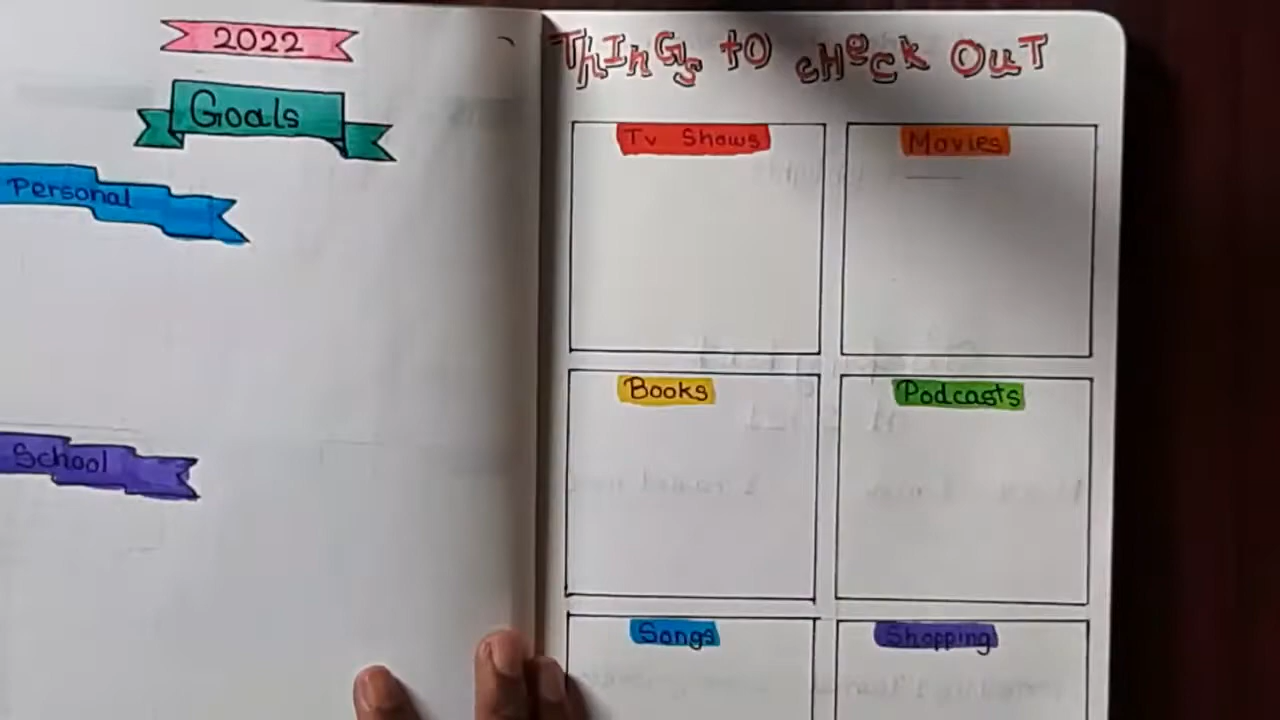 2022
Goals
Personal
School
THINGS tO cHecK OuT
Tv Shows
Movies
Books
Podcasts
Songs
Shopping